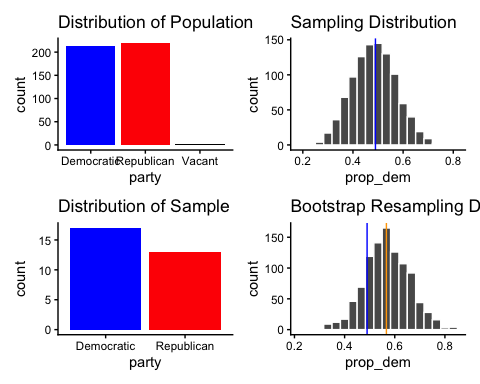 Distribution of Population
count
200
150
100
50
0
Democratic Republican Vacant
party
Sampling Distribution
count
150
100
50
0
0.2 0.4 0.6 0.8
prop_dem
Distribution of Sample
count
15
10
5
0
Democratic Republican
party
Bootstrap Resampling D
count
150
100
50
0
0.2 0.4 0.6 0.8
prop_dem